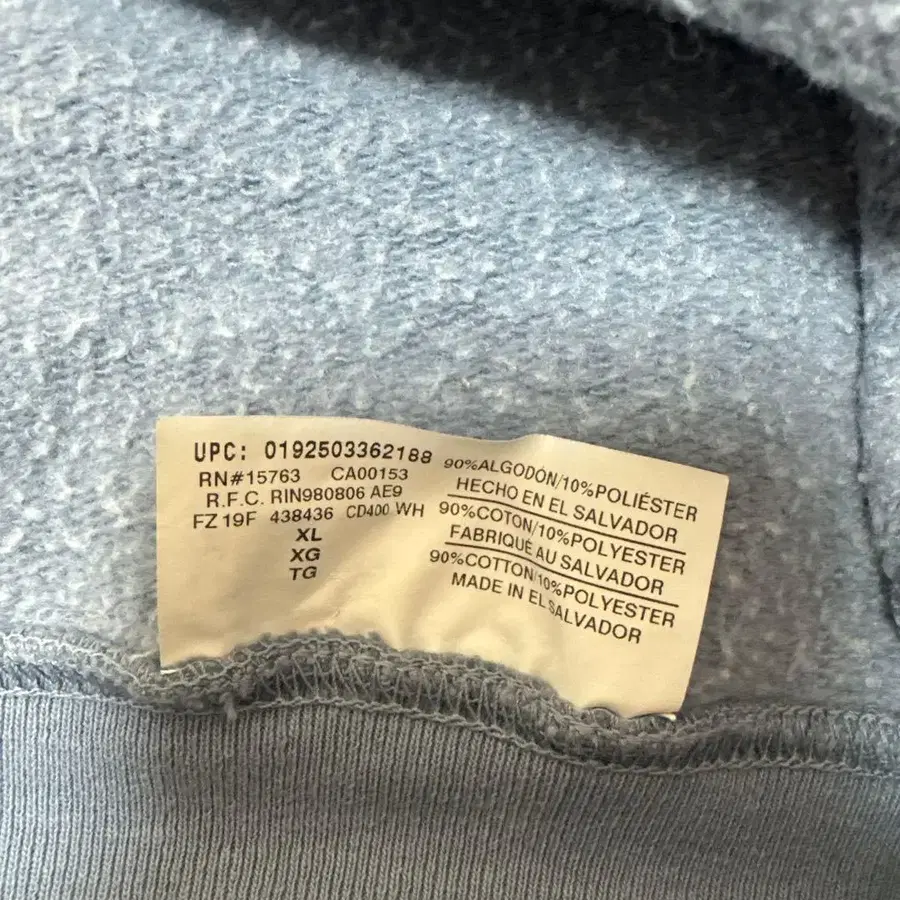 UPC: 0192503362188
RN#15763 CA00153
R.F.C. RIN980806 AE9
FZ 19F 438436 CD400 WH
XL
XG
TG
90%ALGODÓN/10%POLIÉSTER
HECHO EN EL SALVADOR
90%COTON/10%POLYESTER
FABRIQUÉ AU SALVADOR
90%COTTON/10%POLYESTER
MADE IN EL SALVADOR